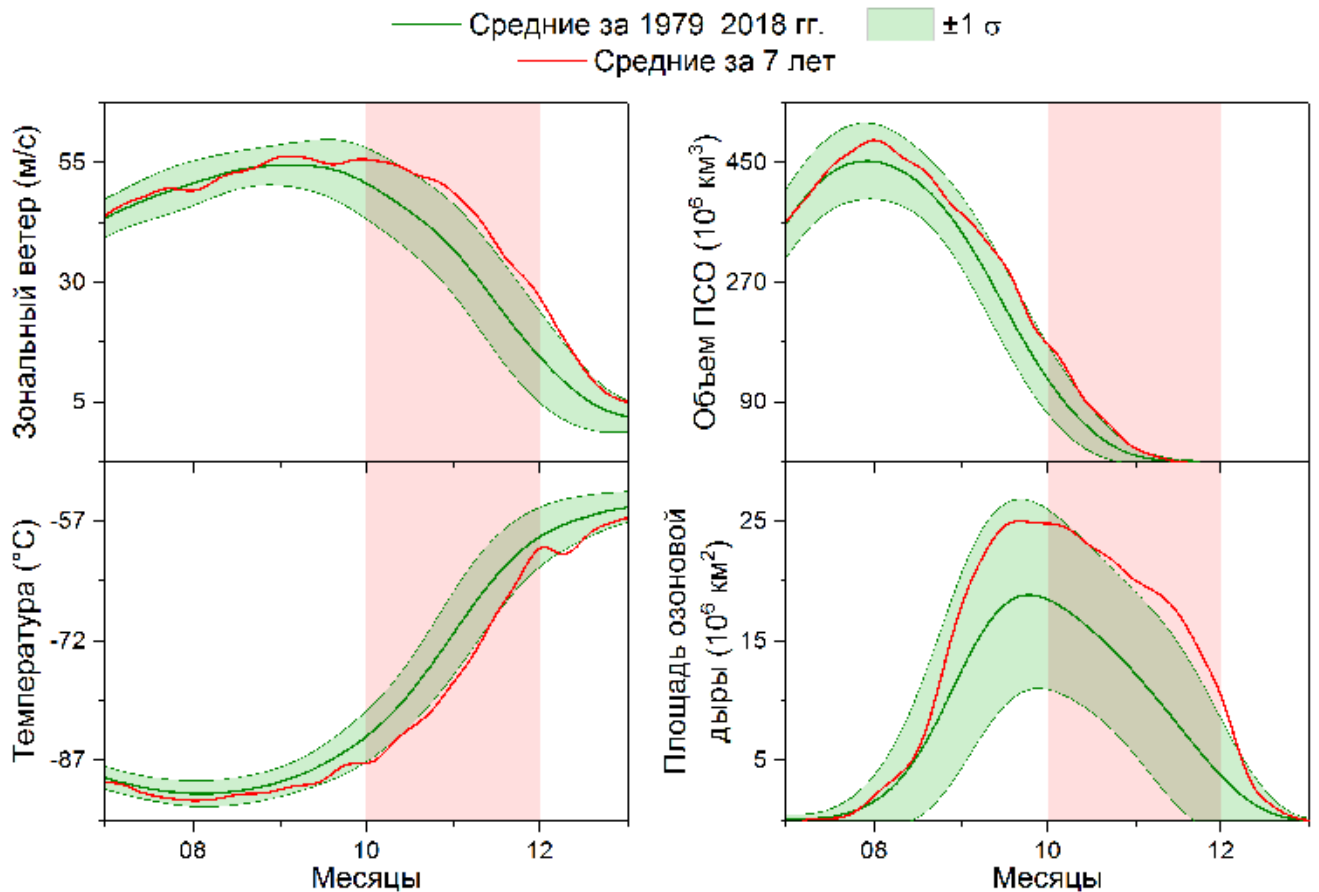 Средние за 1979 2018 гг.
±1 σ
Средние за 7 лет
Зональный ветер (м/с)
55
30
5
Объем ПСО (10⁶ км³)
450
270
90
Температура (°C)
-57
-72
-87
08
10
12
Месяцы
Площадь озоновой
дыры (10⁶ км²)
25
15
5
08
10
12
Месяцы